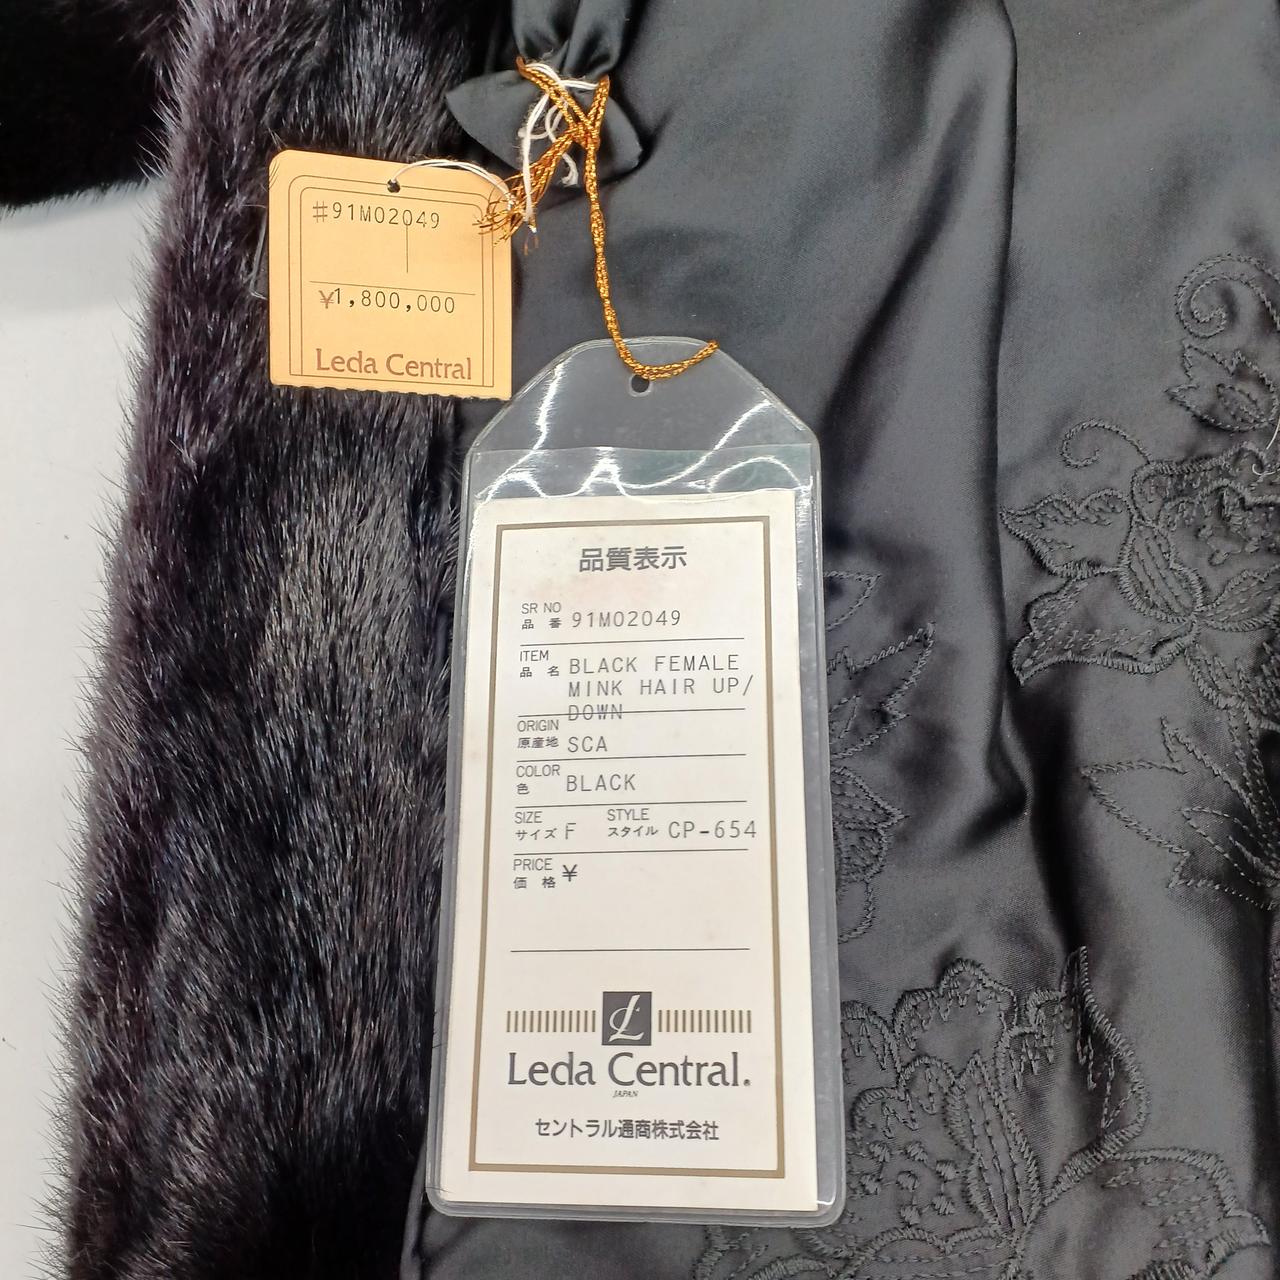 #91M02049
¥1,800,000
Leda Central
品質表示
SR NO
品 番 91M02049
ITEM
品 名 BLACK FEMALE
MINK HAIR UP/
DOWN
ORIGIN
原産地 SCA
COLOR
色 BLACK
SIZE STYLE
サイズ F スタイル CP-654
PRICE
価 格 ¥
L
Leda Central®
JAPAN
セントラル通商株式会社